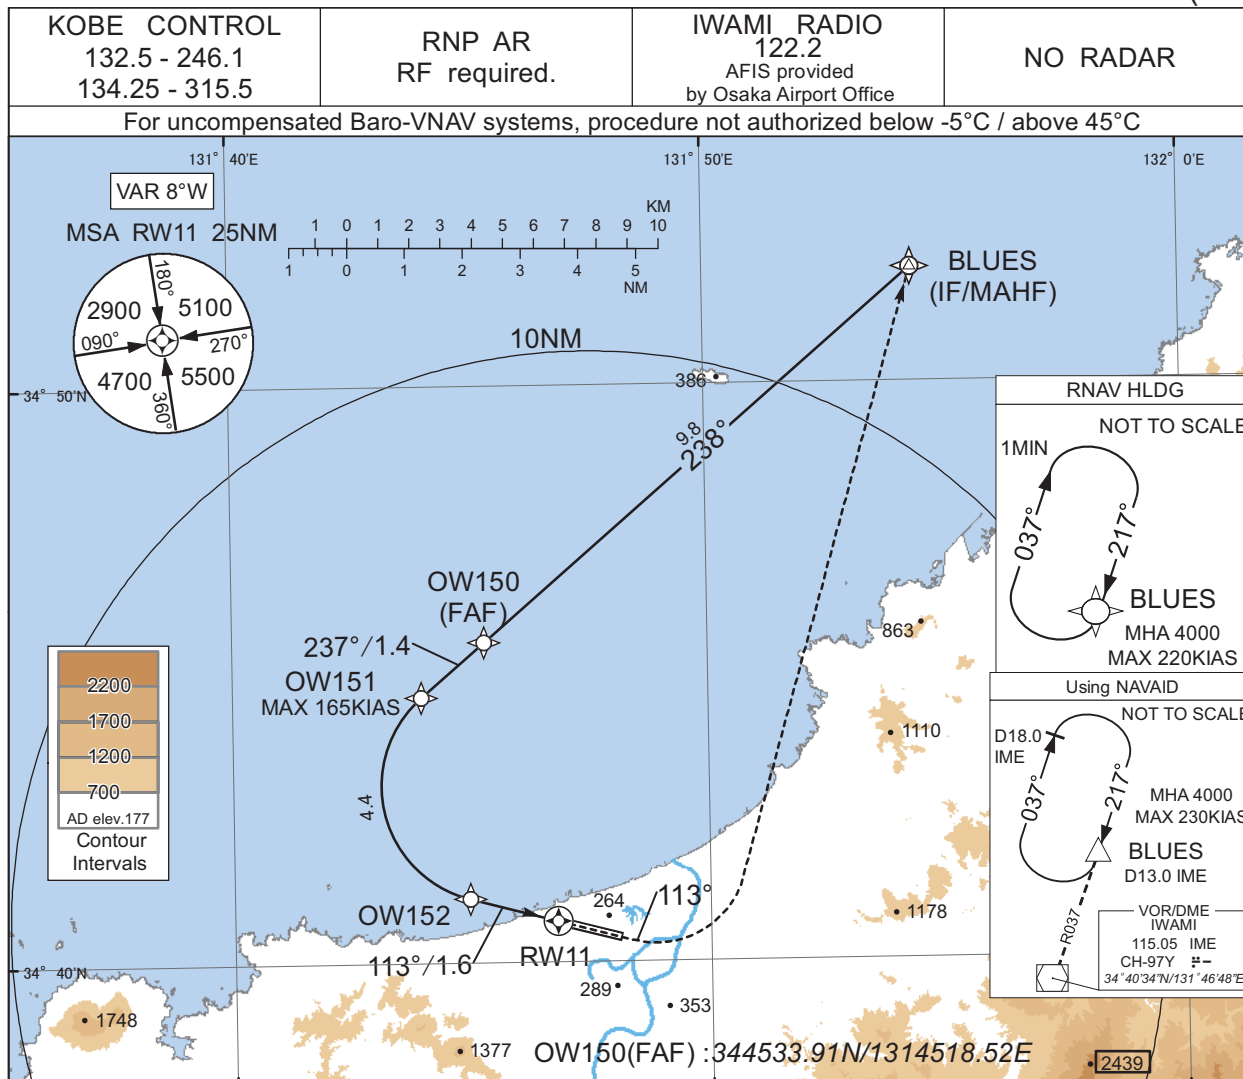 KOBE CONTROL
132.5 - 246.1
134.25 - 315.5
RNP AR
RF required.
IWAMI RADIO
122.2
AFIS provided
by Osaka Airport Office
NO RADAR
For uncompensated Baro-VNAV systems, procedure not authorized below -5°C / above 45°C
131° 40'E
131° 50'E
132° 0'E
VAR 8°W
MSA RW11 25NM
180°
2900
5100
090°
270°
4700
5500
360°
KM
1 0 1 2 3 4 5 6 7 8 9 10
1 0 1 2 3 4 5
NM
BLUES
(IF/MAHF)
10NM
386
34° 50'N
9.8
238°
RNAV HLDG
NOT TO SCALE
1MIN
037°
217°
BLUES
MHA 4000
MAX 220KIAS
OW150
(FAF)
237°/1.4
OW151
MAX 165KIAS
863
1110
2200
1700
1200
700
AD elev.177
Contour
Intervals
4.4
Using NAVAID
NOT TO SCALE
D18.0
IME
037°
217°
MHA 4000
MAX 230KIAS
BLUES
D13.0 IME
R037
VOR/DME
IWAMI
115.05 IME
CH-97Y
34°40'34"N/131°46'48"E
OW152
264
113°
1178
RW11
113°/1.6
34° 40'N
289
353
1748
1377
OW150(FAF) :344533.91N/1314518.52E
2439